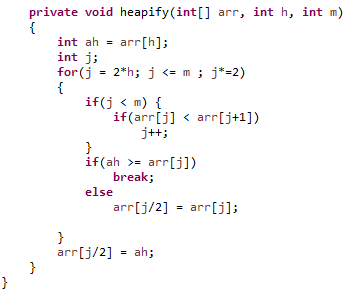 private void heapify(int[] arr, int h, int m)
{
int ah = arr[h];
int j;
for(j = 2*h; j <= m ; j*=2)
{
if(j < m) {
if(arr[j] < arr[j+1])
j++;
}
if(ah >= arr[j])
break;
else
arr[j/2] = arr[j];
}
arr[j/2] = ah;
}
}